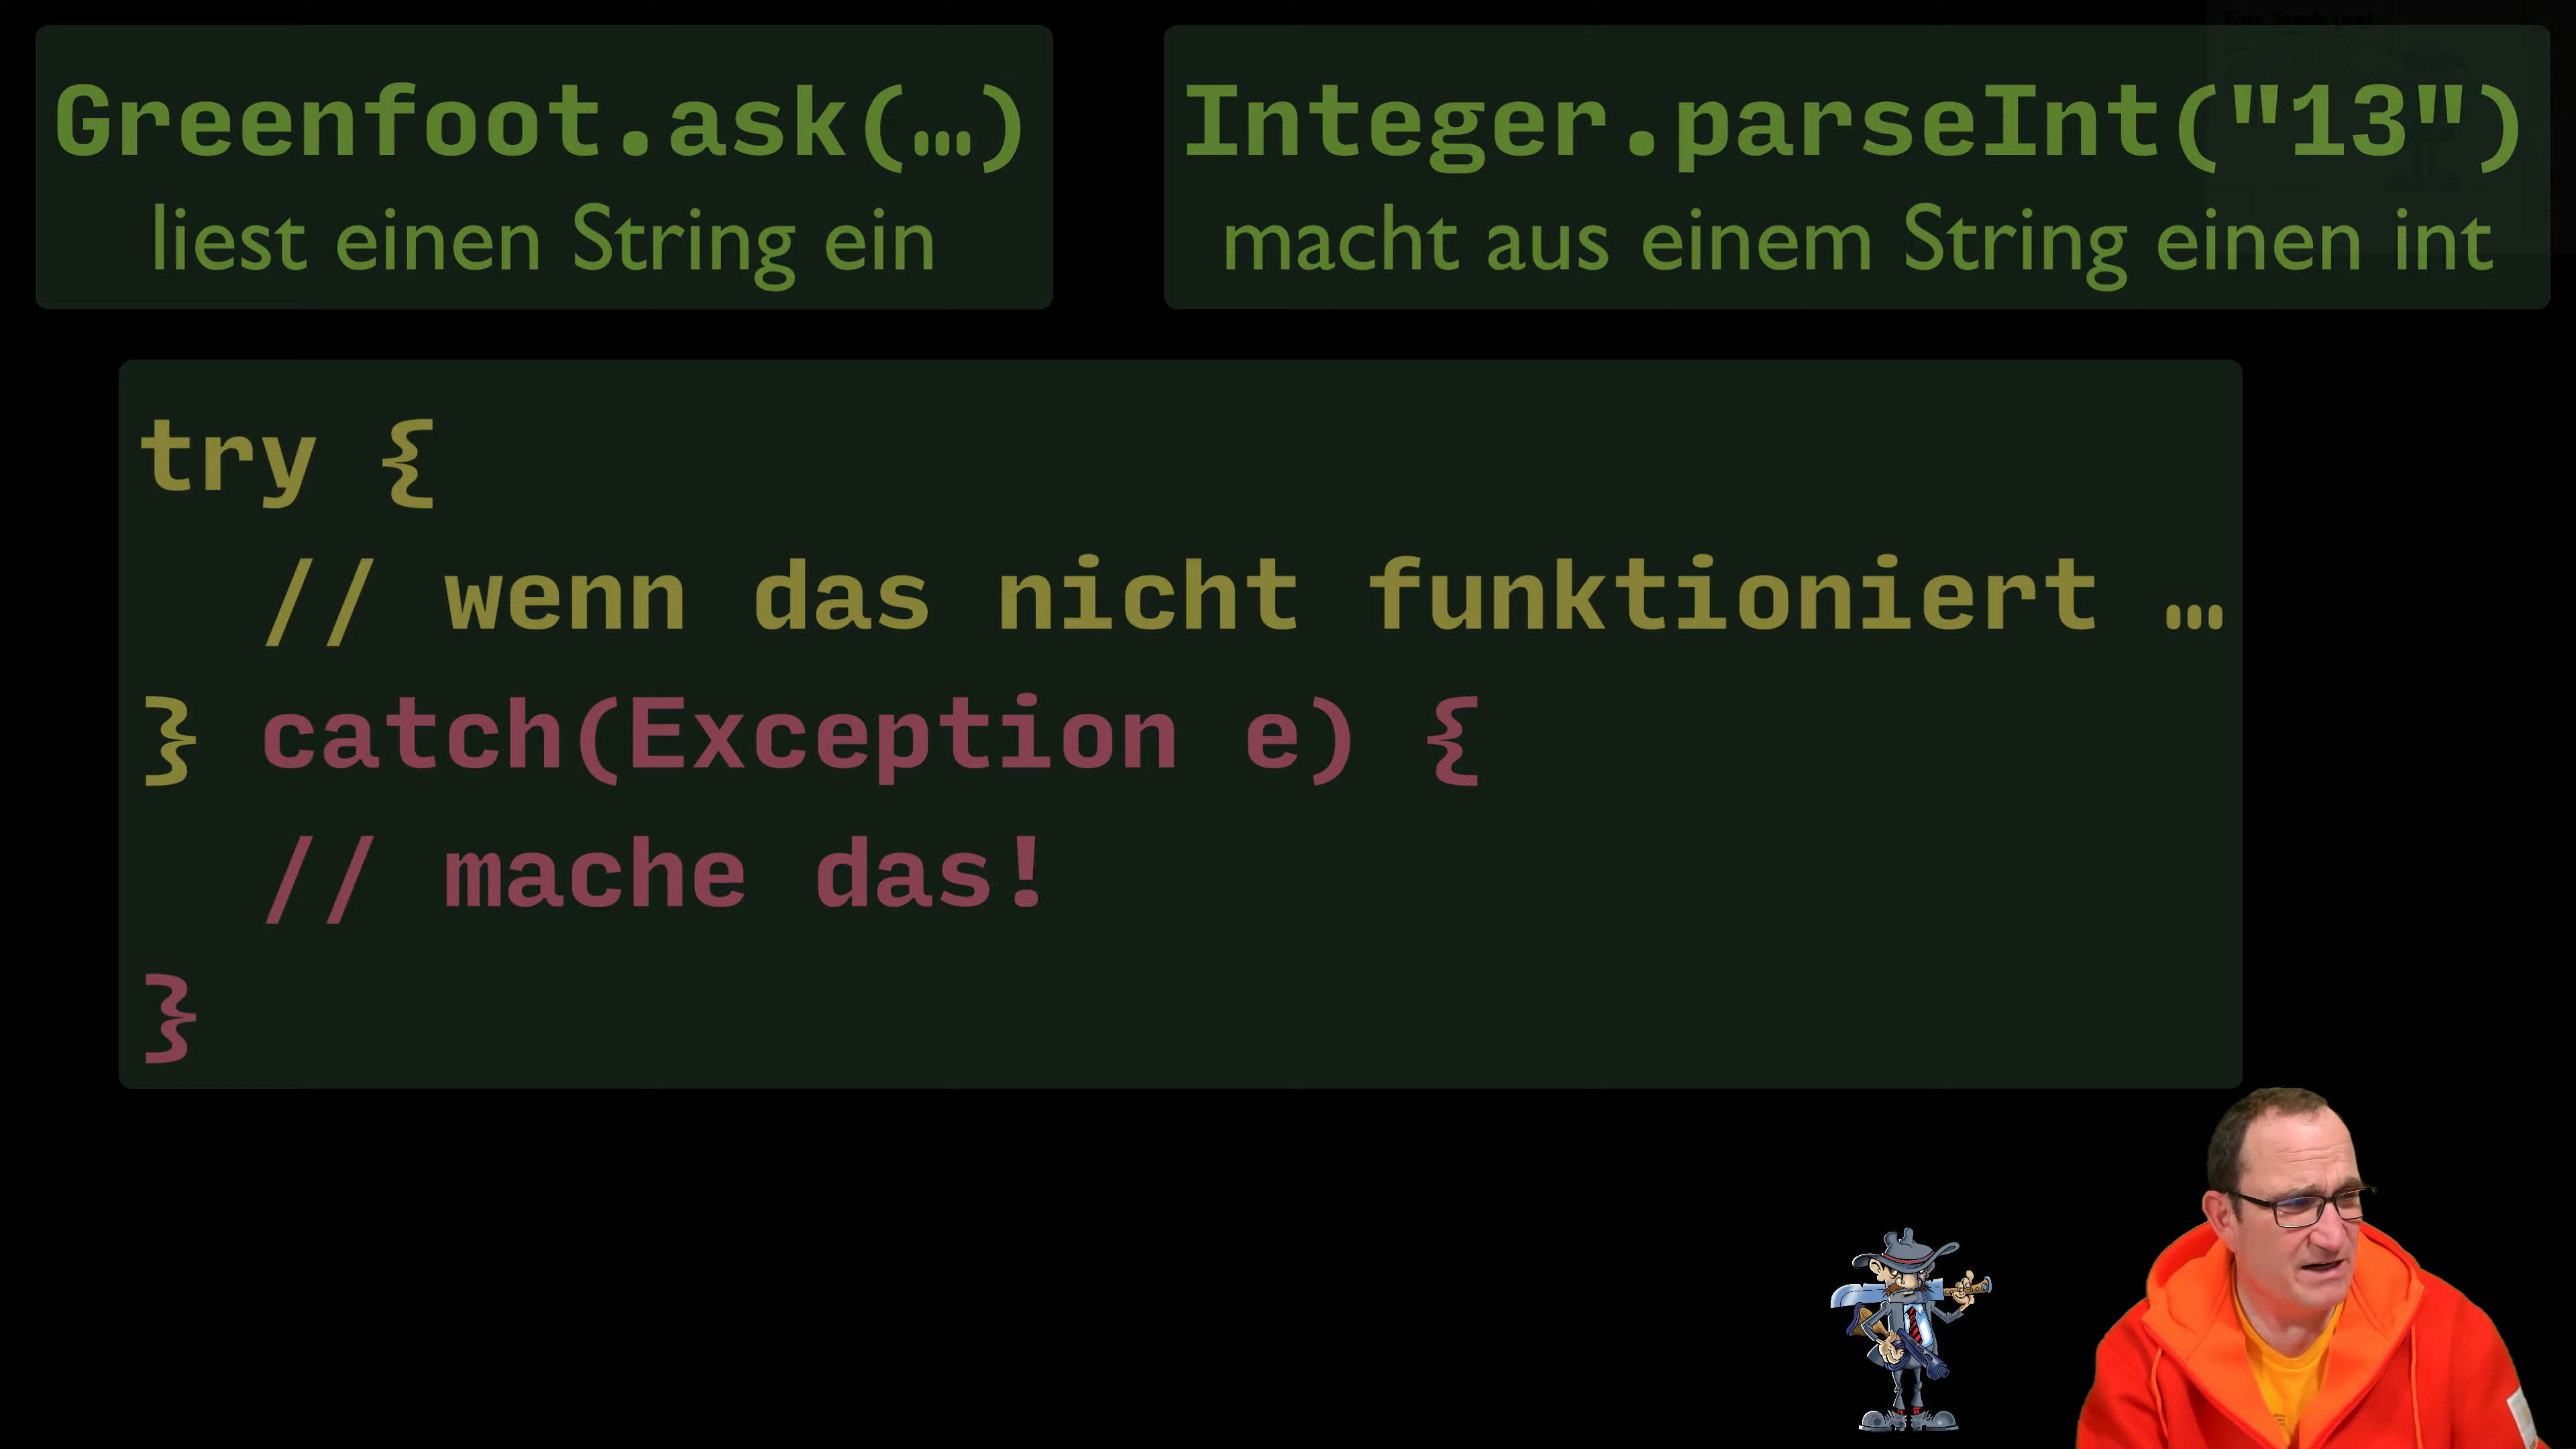 Greenfoot.ask(…)
liest einen String ein
Integer.parseInt("13")
macht aus einem String einen int
try {
// wenn das nicht funktioniert …
} catch(Exception e) {
// mache das!
}